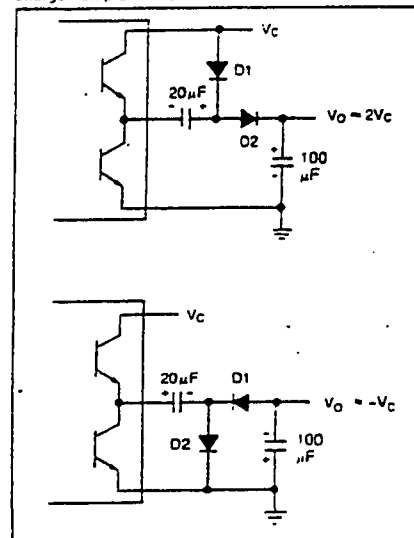 VC
D1
20μF
- +
D2
VO = 2VC
+
-
100
μF
VC
20μF
D1
+ -
D2
VO = -VC
-
+
100
μF